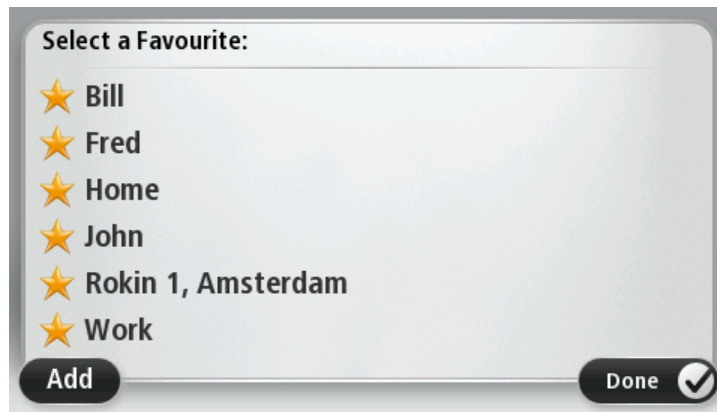 Select a Favourite:
Bill
Fred
Home
John
Rokin 1, Amsterdam
Work
Add
Done